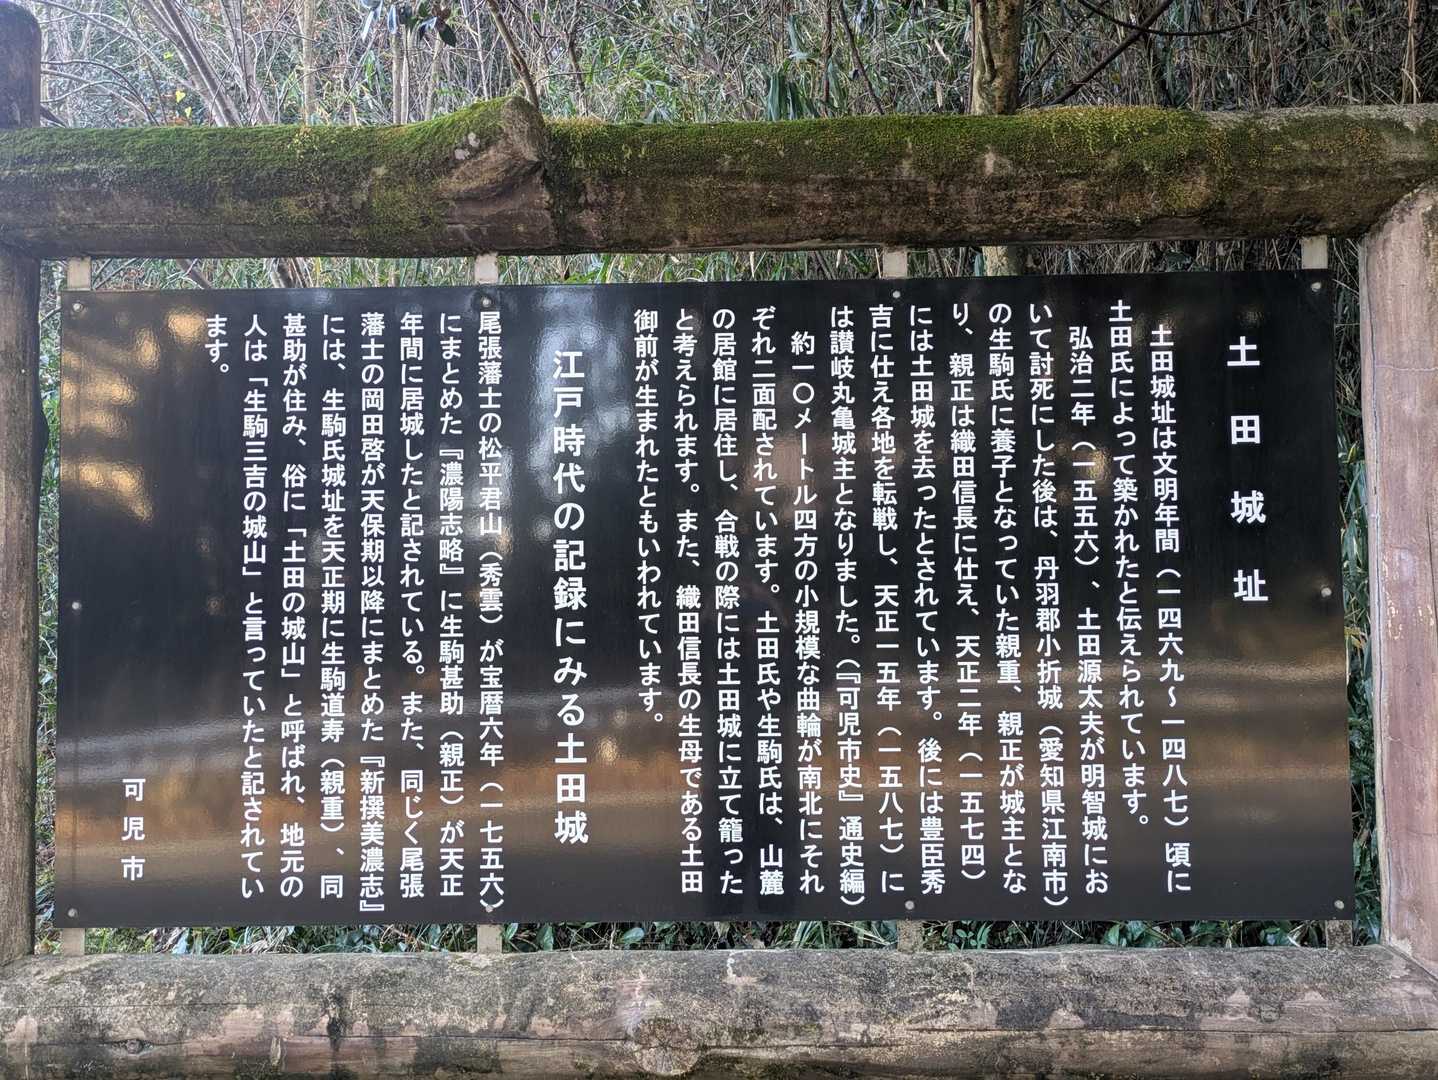 土田城址
土田城址は文明年間（一四六九～一四八七）頃に
土田氏によって築かれたと伝えられています。
弘治二年（一五五六）、土田源太夫が明智城にお
いて討死にした後は、丹羽郡小折城（愛知県江南市）
の生駒氏に養子となっていた親重、親正が城主とな
り、親正は織田信長に仕え、天正二年（一五七四）
には土田城を去ったとされています。後には豊臣秀
吉に仕え各地を転戦し、天正一五年（一五八七）に
は讃岐丸亀城主となりました。（『可児市史』通史編）
約一〇メートル四方の小規模な曲輪が南北にそれ
ぞれ二面配されています。土田氏や生駒氏は、山麓
の居館に居住し、合戦の際には土田城に立て籠った
と考えられます。また、織田信長の生母である土田
御前が生まれたともいわれています。
江戸時代の記録にみる土田城
尾張藩士の松平君山（秀雲）が宝暦六年（一七五六）
にまとめた『濃陽志略』に生駒甚助（親正）が天正
年間に居城したと記されている。また、同じく尾張
藩士の岡田啓が天保期以降にまとめた『新撰美濃志』
には、生駒氏城址を天正期に生駒道寿（親重）、同
甚助が住み、俗に「土田の城山」と呼ばれ、地元の
人は「生駒三吉の城山」と言っていたと記されてい
ます。
可児市